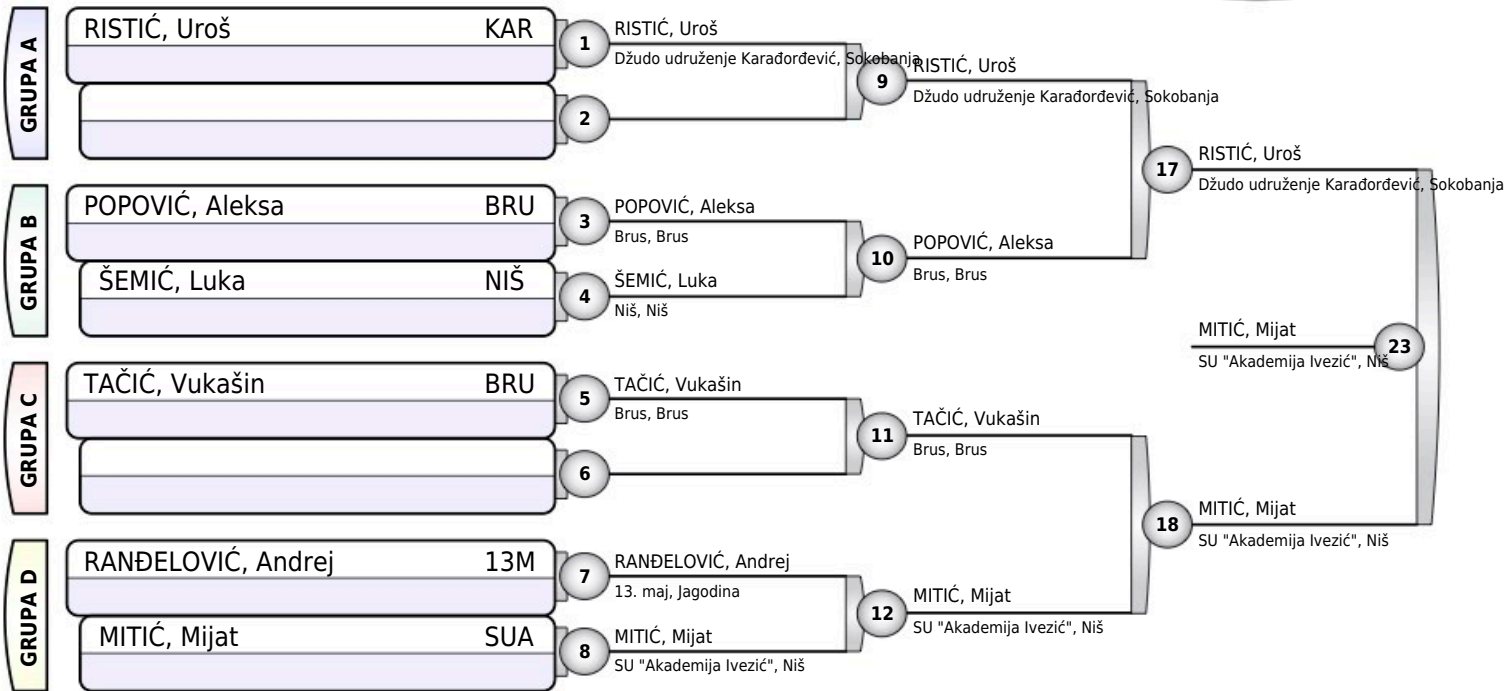 GRUPA A
RISTIĆ, Uroš KAR
1
RISTIĆ, Uroš
Džudo udruženje Karađorđević, Sokobanja
2
9
RISTIĆ, Uroš
Džudo udruženje Karađorđević, Sokobanja
17
RISTIĆ, Uroš
Džudo udruženje Karađorđević, Sokobanja
GRUPA B
POPOVIĆ, Aleksa BRU
3
POPOVIĆ, Aleksa
Brus, Brus
ŠEMIĆ, Luka NIŠ
4
ŠEMIĆ, Luka
Niš, Niš
10
POPOVIĆ, Aleksa
Brus, Brus
MITIĆ, Mijat
SU "Akademija Ivezić", Niš
23
GRUPA C
TAČIĆ, Vukašin BRU
5
TAČIĆ, Vukašin
Brus, Brus
6
11
TAČIĆ, Vukašin
Brus, Brus
18
MITIĆ, Mijat
SU "Akademija Ivezić", Niš
GRUPA D
RANĐELOVIĆ, Andrej 13M
7
RANĐELOVIĆ, Andrej
13. maj, Jagodina
MITIĆ, Mijat SUA
8
MITIĆ, Mijat
SU "Akademija Ivezić", Niš
12
MITIĆ, Mijat
SU "Akademija Ivezić", Niš